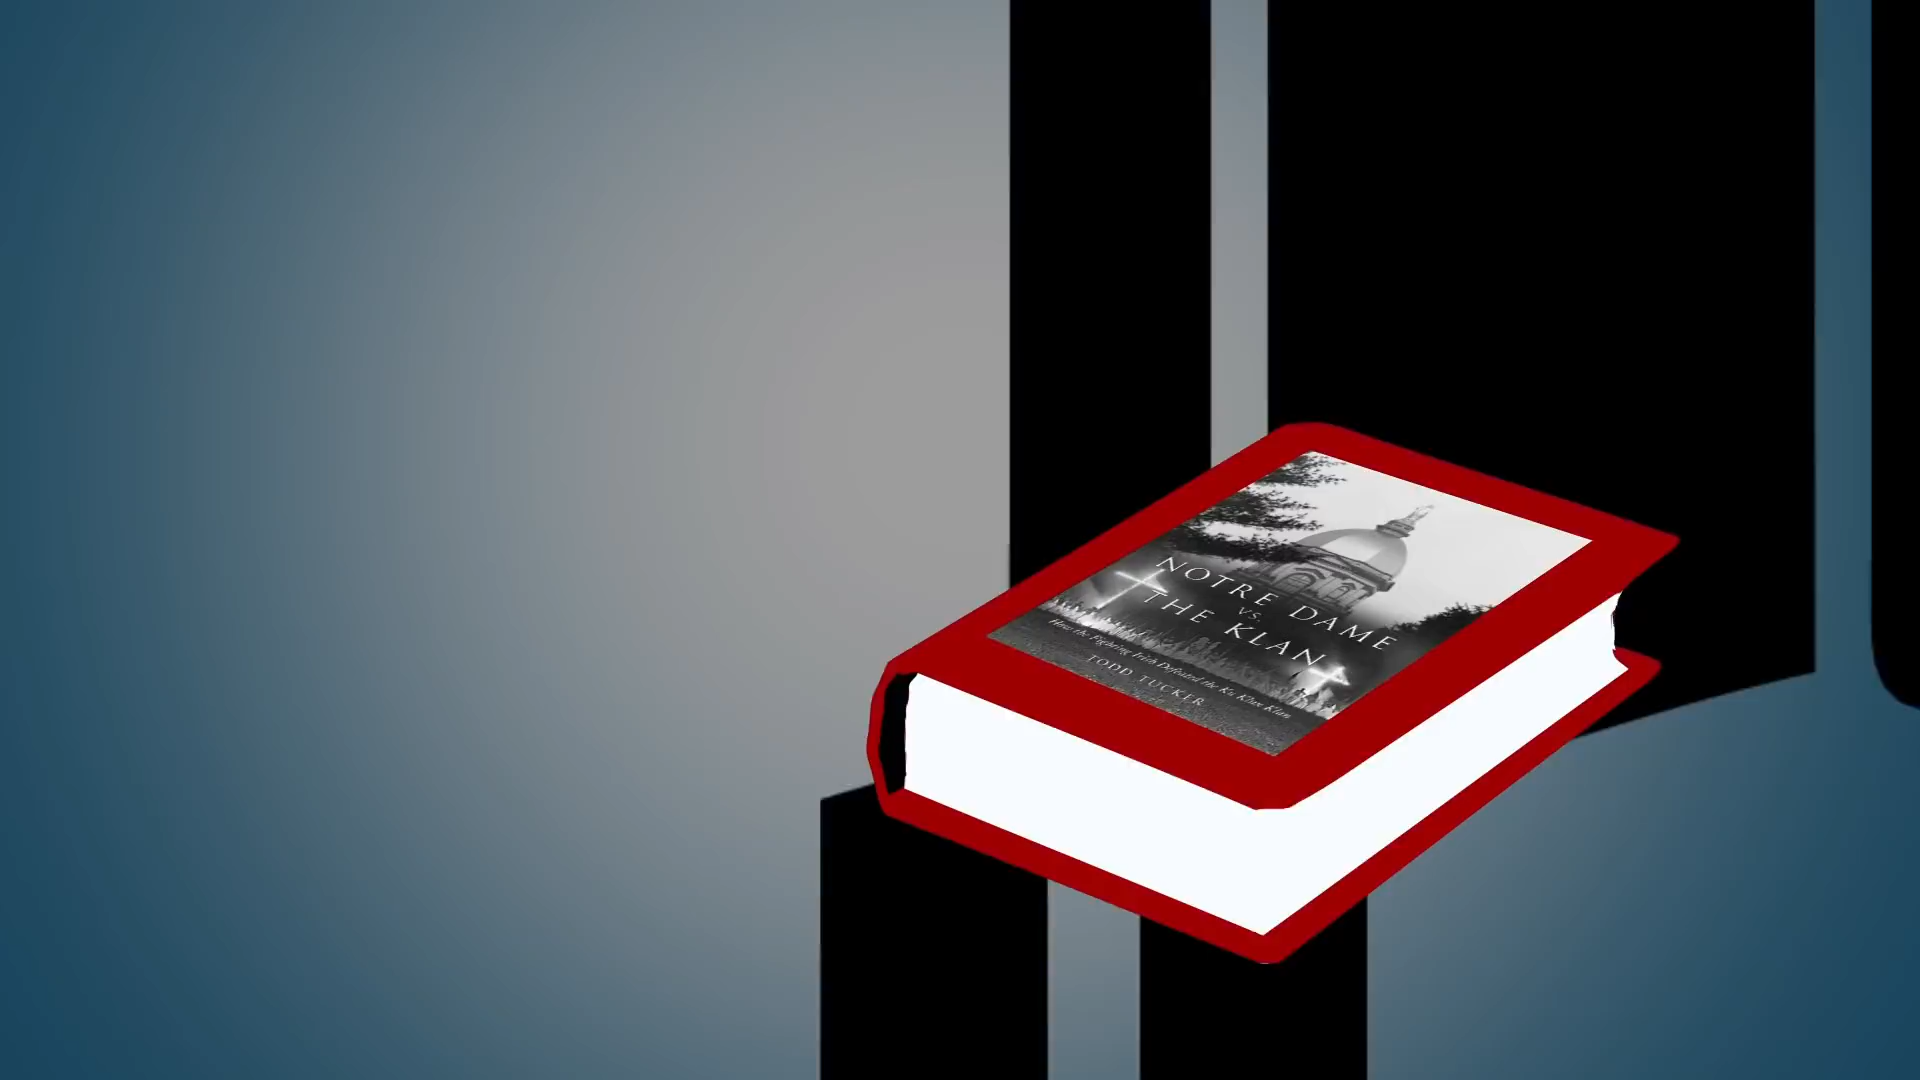 NOTRE DAME
VS.
THE KLAN
How the Fighting Irish Defeated the Ku Klux Klan
TODD TUCKER